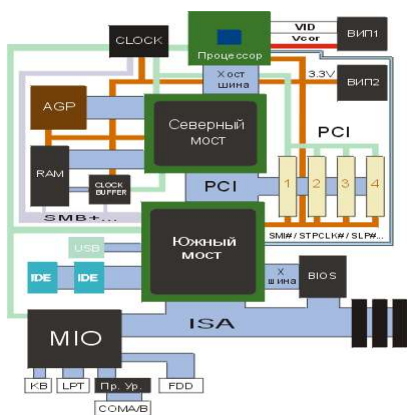 CLOCK
Процессор
VID
Vcor
ВИП1
Хост
шина
3.3V
ВИП2
AGP
Северный
мост
PCI
RAM
CLOCK
BUFFER
PCI
1
2
3
4
SMB+...
SMI# / STPCLK# / SLP#...
USB
Южный
мост
IDE
IDE
X
шина
BIOS
MIO
ISA
KB
LPT
Пр. Ур.
FDD
COMA/B